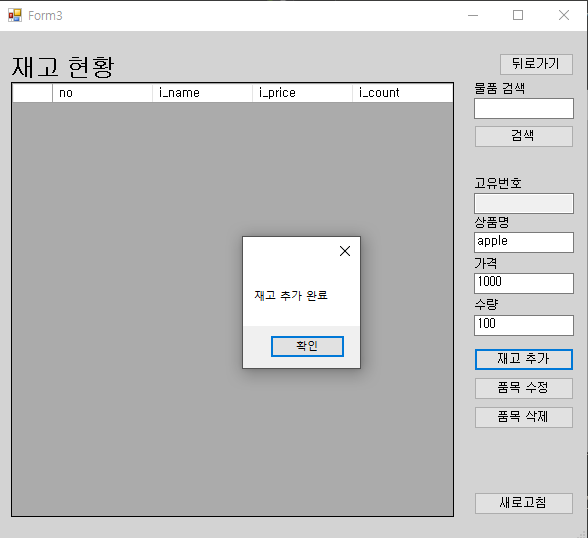 Form3
재고 현황
뒤로가기
물품 검색
no i_name i_price i_count
검색
고유번호
상품명
apple
가격
1000
수량
100
재고 추가 완료
확인
재고 추가
품목 수정
품목 삭제
새로고침